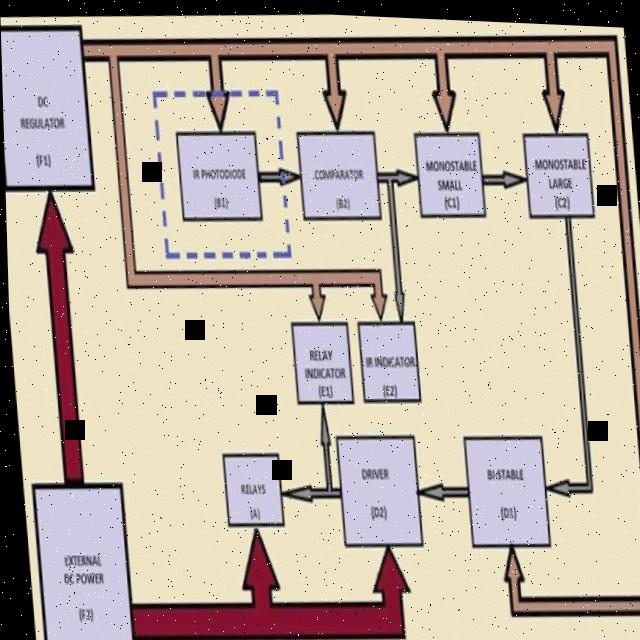 DC
REGULATOR
(F1)
IR PHOTODIODE
(B1)
COMPARATOR
(B2)
MONOSTABLE
SMALL
(C1)
MONOSTABLE
LARGE
(C2)
RELAY
INDICATOR
(E1)
IR INDICATOR
(E2)
RELAYS
(A)
DRIVER
(D2)
BI-STABLE
(D1)
EXTERNAL
DC POWER
(F2)